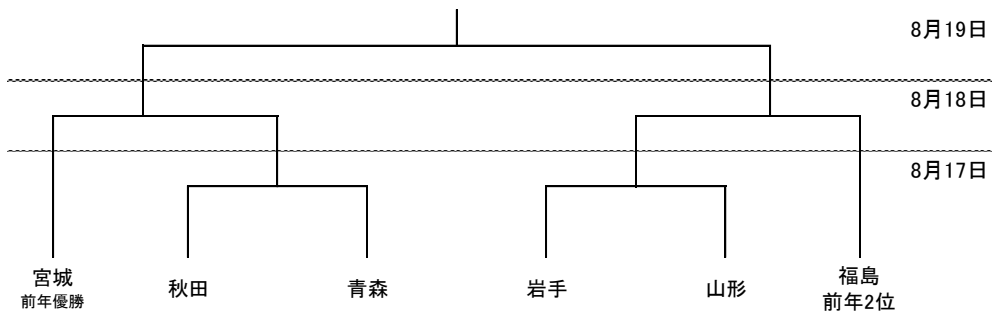 8月19日
8月18日
8月17日
宮城
前年優勝
秋田
青森
岩手
山形
福島
前年2位